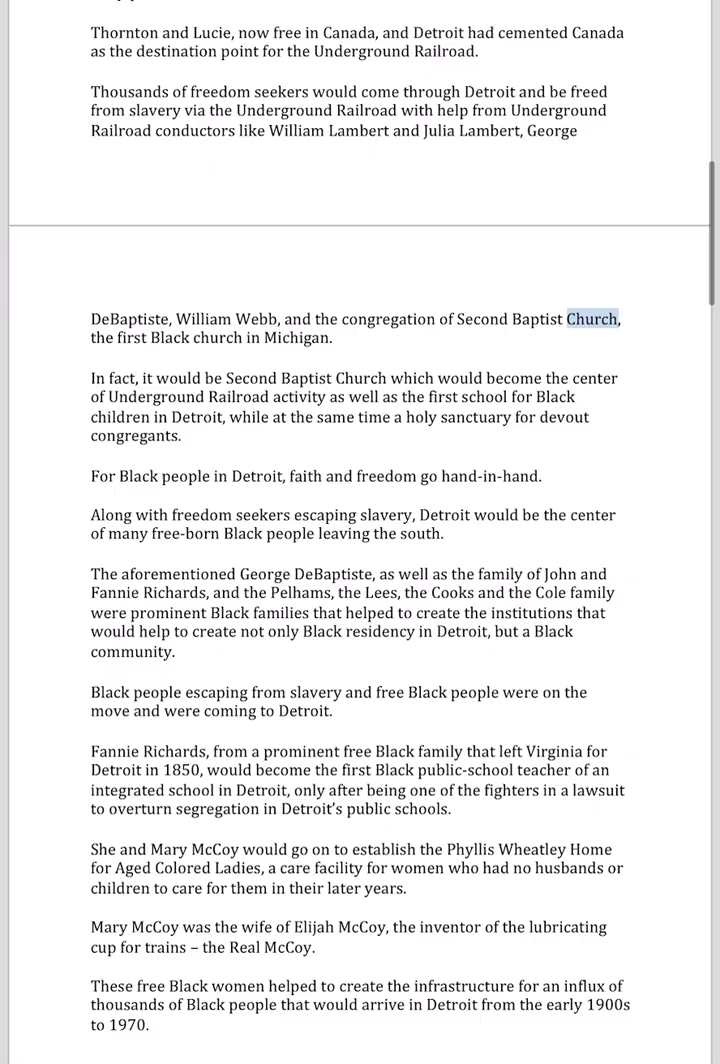 Thornton and Lucie, now free in Canada, and Detroit had cemented Canada
as the destination point for the Underground Railroad.
Thousands of freedom seekers would come through Detroit and be freed
from slavery via the Underground Railroad with help from Underground
Railroad conductors like William Lambert and Julia Lambert, George
DeBaptiste, William Webb, and the congregation of Second Baptist Church,
the first Black church in Michigan.
In fact, it would be Second Baptist Church which would become the center
of Underground Railroad activity as well as the first school for Black
children in Detroit, while at the same time a holy sanctuary for devout
congregants.
For Black people in Detroit, faith and freedom go hand-in-hand.
Along with freedom seekers escaping slavery, Detroit would be the center
of many free-born Black people leaving the south.
The aforementioned George DeBaptiste, as well as the family of John and
Fannie Richards, and the Pelhams, the Lees, the Cooks and the Cole family
were prominent Black families that helped to create the institutions that
would help to create not only Black residency in Detroit, but a Black
community.
Black people escaping from slavery and free Black people were on the
move and were coming to Detroit.
Fannie Richards, from a prominent free Black family that left Virginia for
Detroit in 1850, would become the first Black public-school teacher of an
integrated school in Detroit, only after being one of the fighters in a lawsuit
to overturn segregation in Detroit's public schools.
She and Mary McCoy would go on to establish the Phyllis Wheatley Home
for Aged Colored Ladies, a care facility for women who had no husbands or
children to care for them in their later years.
Mary McCoy was the wife of Elijah McCoy, the inventor of the lubricating
cup for trains – the Real McCoy.
These free Black women helped to create the infrastructure for an influx of
thousands of Black people that would arrive in Detroit from the early 1900s
to 1970.